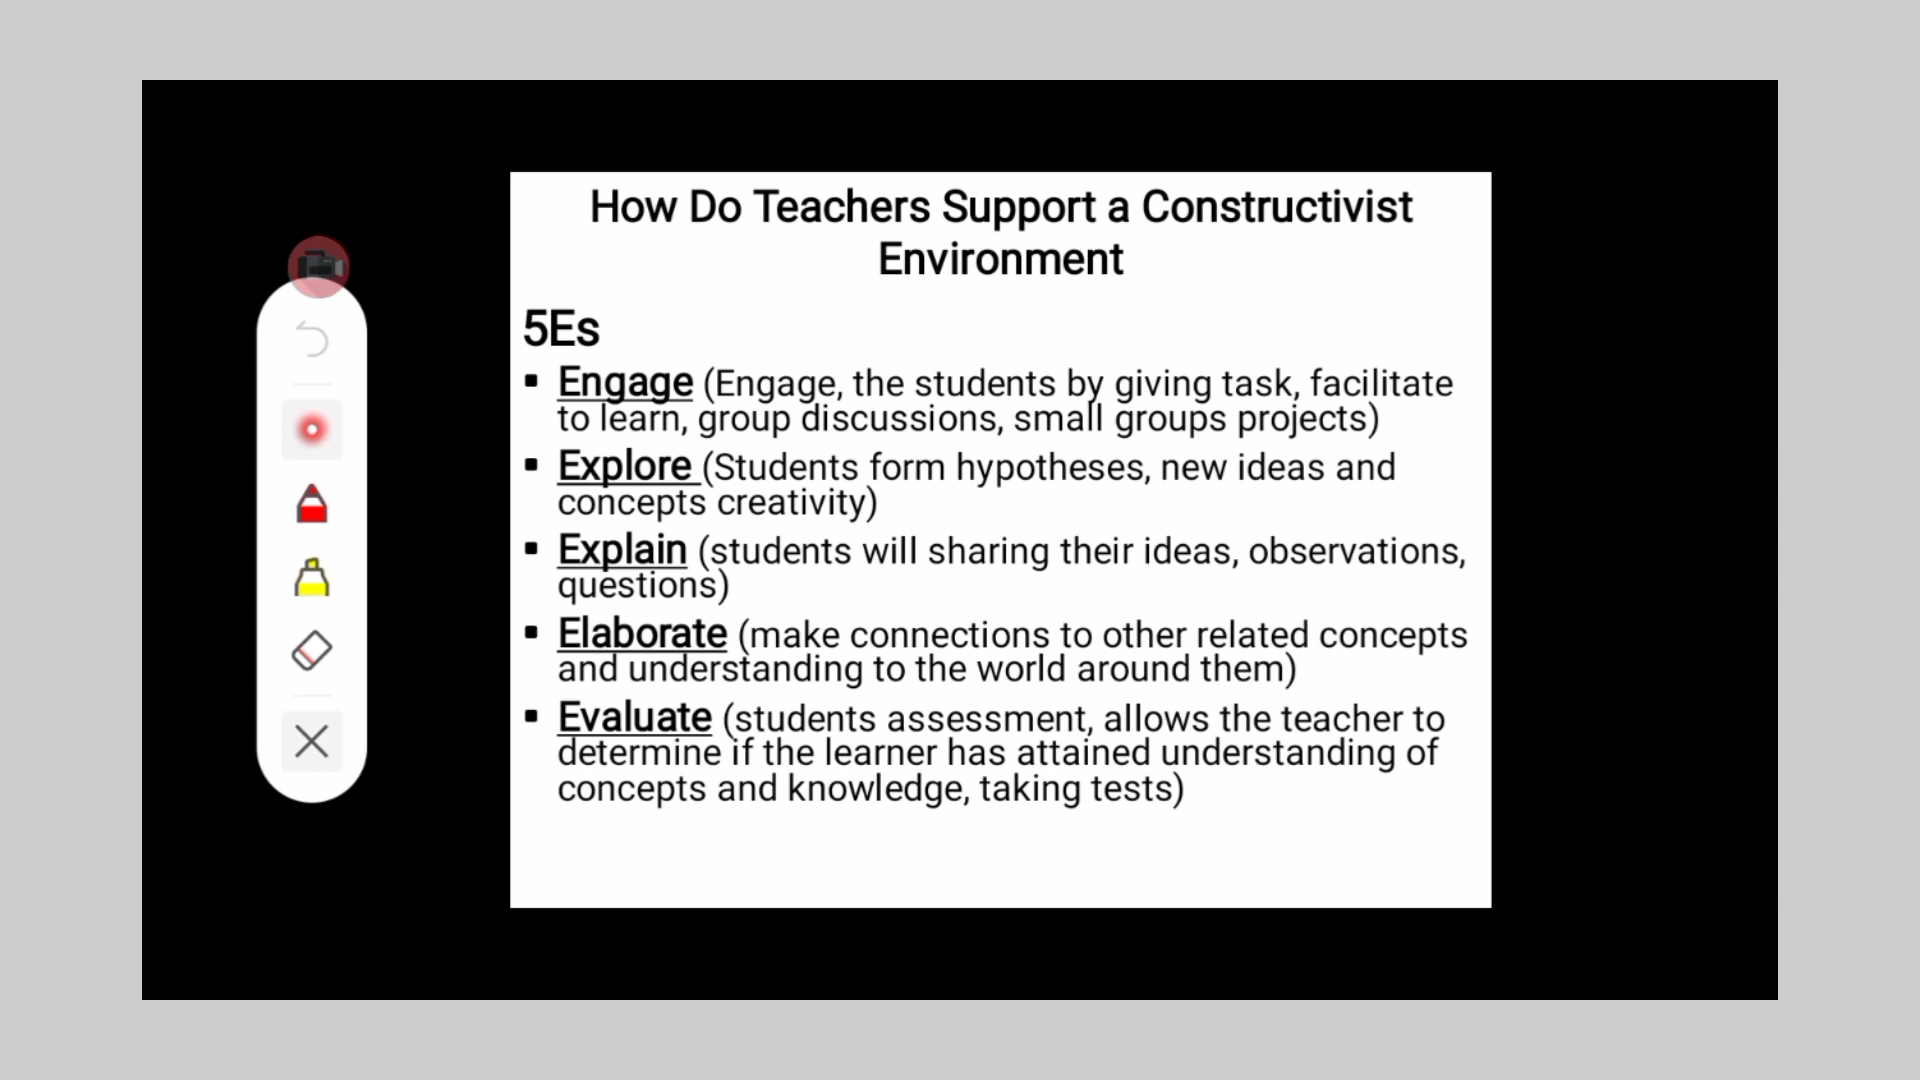 How Do Teachers Support a Constructivist
Environment
5Es
▪ Engage (Engage, the students by giving task, facilitate
to learn, group discussions, small groups projects)
▪ Explore (Students form hypotheses, new ideas and
concepts creativity)
▪ Explain (students will sharing their ideas, observations,
questions)
▪ Elaborate (make connections to other related concepts
and understanding to the world around them)
▪ Evaluate (students assessment, allows the teacher to
determine if the learner has attained understanding of
concepts and knowledge, taking tests)